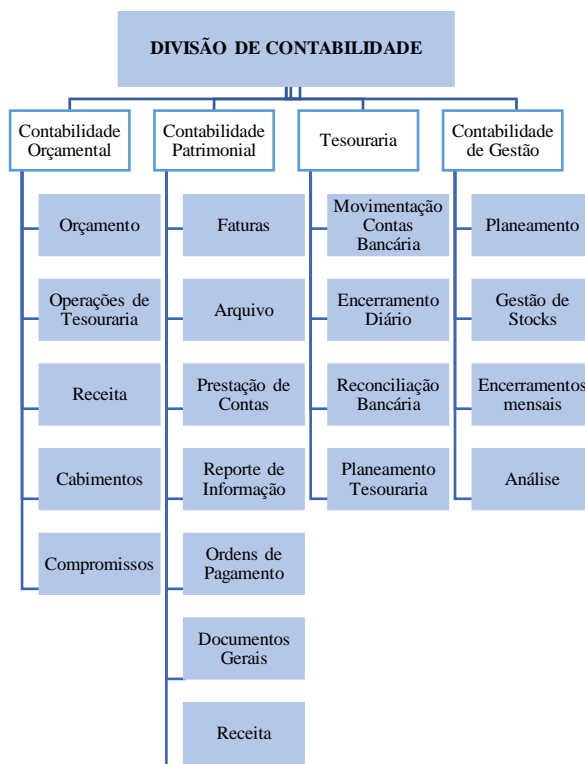 DIVISÃO DE CONTABILIDADE
Contabilidade
Orçamental
Orçamento
Operações de
Tesouraria
Receita
Cabimentos
Compromissos
Contabilidade
Patrimonial
Faturas
Arquivo
Prestação de
Contas
Reporte de
Informação
Ordens de
Pagamento
Documentos
Gerais
Receita
Tesouraria
Movimentação
Contas
Bancária
Encerramento
Diário
Reconciliação
Bancária
Planeamento
Tesouraria
Contabilidade
de Gestão
Planeamento
Gestão de
Stocks
Encerramentos
mensais
Análise